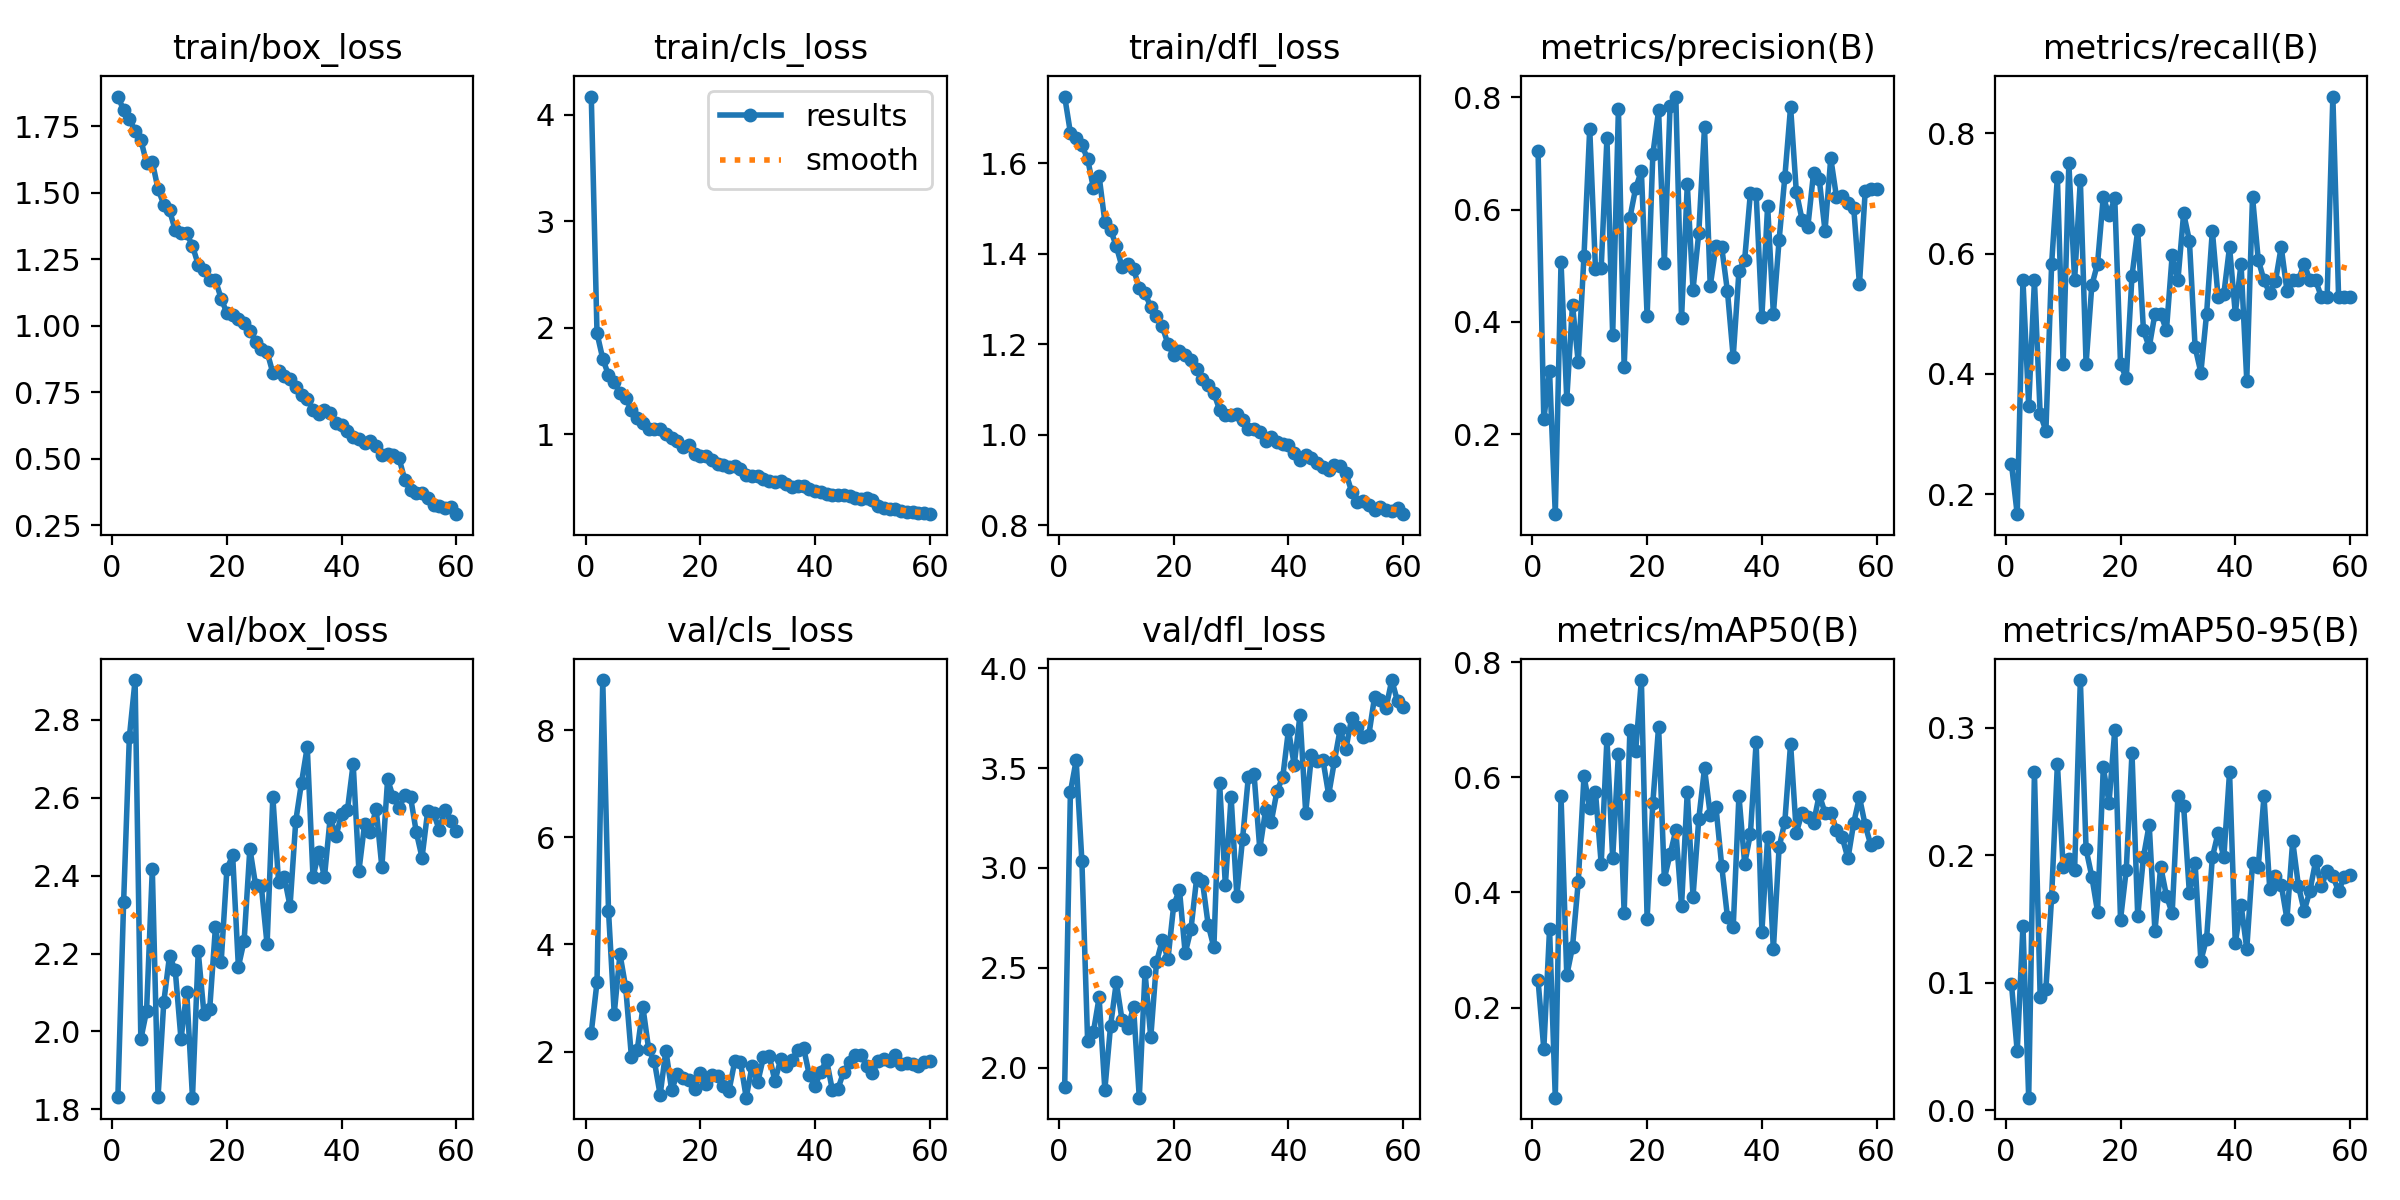 train/box_loss
1.75
1.50
1.25
1.00
0.75
0.50
0.25
0 20 40 60
train/cls_loss
results
smooth
4
3
2
1
0 20 40 60
train/dfl_loss
1.6
1.4
1.2
1.0
0.8
0 20 40 60
metrics/precision(B)
0.8
0.6
0.4
0.2
0 20 40 60
metrics/recall(B)
0.8
0.6
0.4
0.2
0 20 40 60
val/box_loss
2.8
2.6
2.4
2.2
2.0
1.8
0 20 40 60
val/cls_loss
8
6
4
2
0 20 40 60
val/dfl_loss
4.0
3.5
3.0
2.5
2.0
0 20 40 60
metrics/mAP50(B)
0.8
0.6
0.4
0.2
0 20 40 60
metrics/mAP50-95(B)
0.3
0.2
0.1
0.0
0 20 40 60